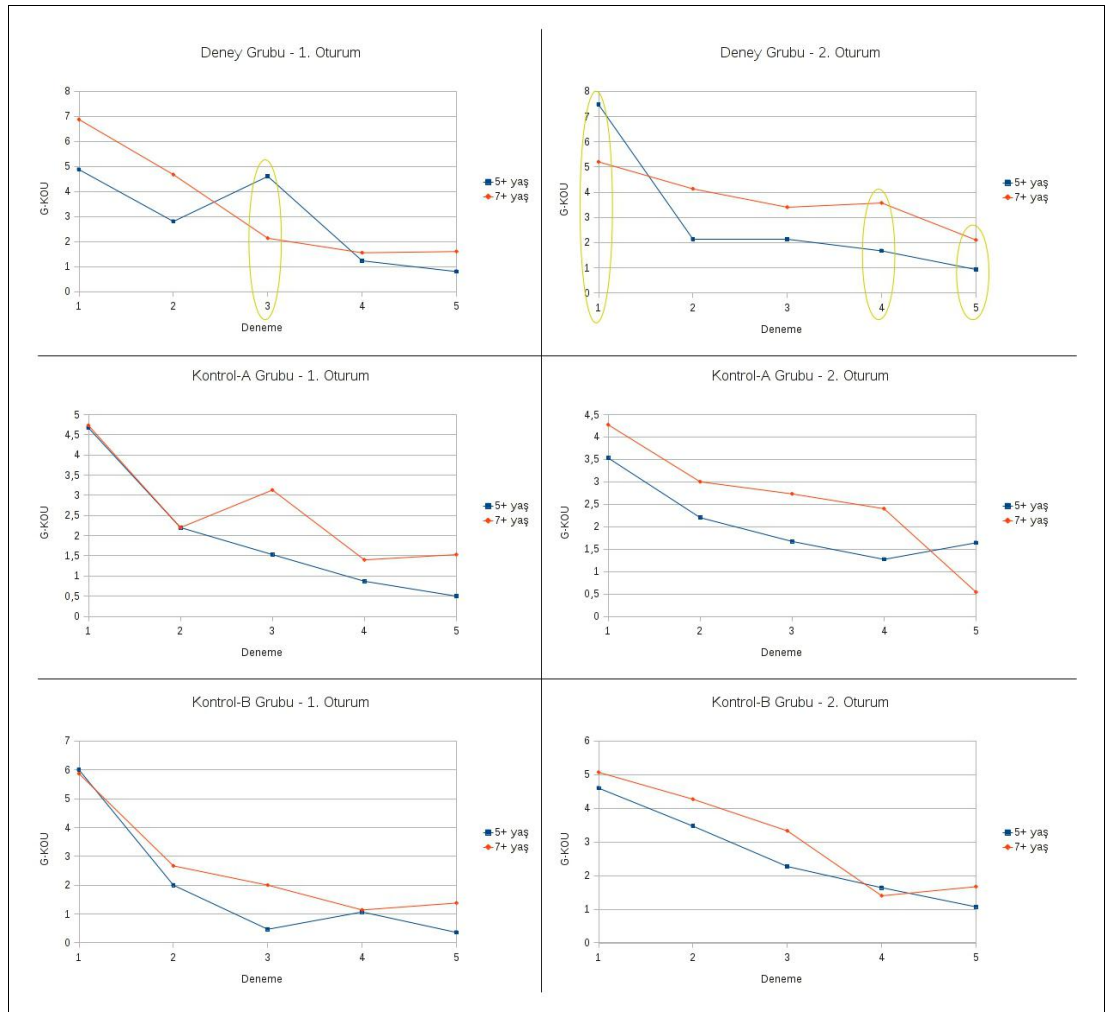 Deney Grubu - 1. Oturum
8
7
6
5
4
3
2
1
0
G-KOU
1 2 3 4 5
Deneme
5+ yaş
7+ yaş
Deney Grubu - 2. Oturum
8
7
6
5
4
3
2
1
0
G-KOU
1 2 3 4 5
Deneme
5+ yaş
7+ yaş
Kontrol-A Grubu - 1. Oturum
5
4,5
4
3,5
3
2,5
2
1,5
1
0,5
0
G-KOU
1 2 3 4 5
Deneme
5+ yaş
7+ yaş
Kontrol-A Grubu - 2. Oturum
4,5
4
3,5
3
2,5
2
1,5
1
0,5
0
G-KOU
1 2 3 4 5
Deneme
5+ yaş
7+ yaş
Kontrol-B Grubu - 1. Oturum
7
6
5
4
3
2
1
0
G-KOU
1 2 3 4 5
Deneme
5+ yaş
7+ yaş
Kontrol-B Grubu - 2. Oturum
6
5
4
3
2
1
0
G-KOU
1 2 3 4 5
Deneme
5+ yaş
7+ yaş